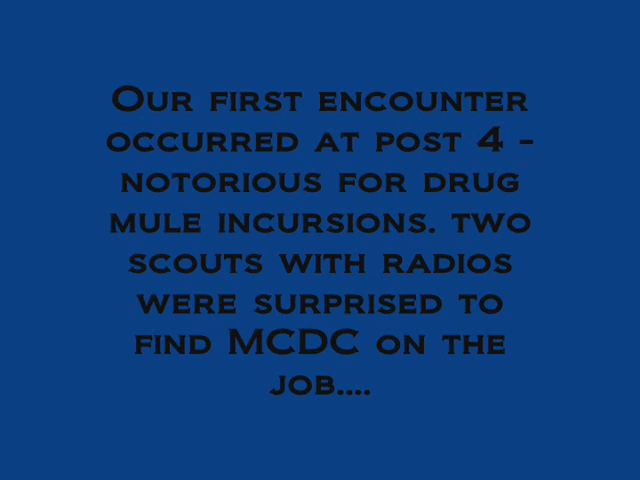 Our first encounter
occurred at post 4 -
notorious for drug
mule incursions. two
scouts with radios
were surprised to
find MCDC on the
job....